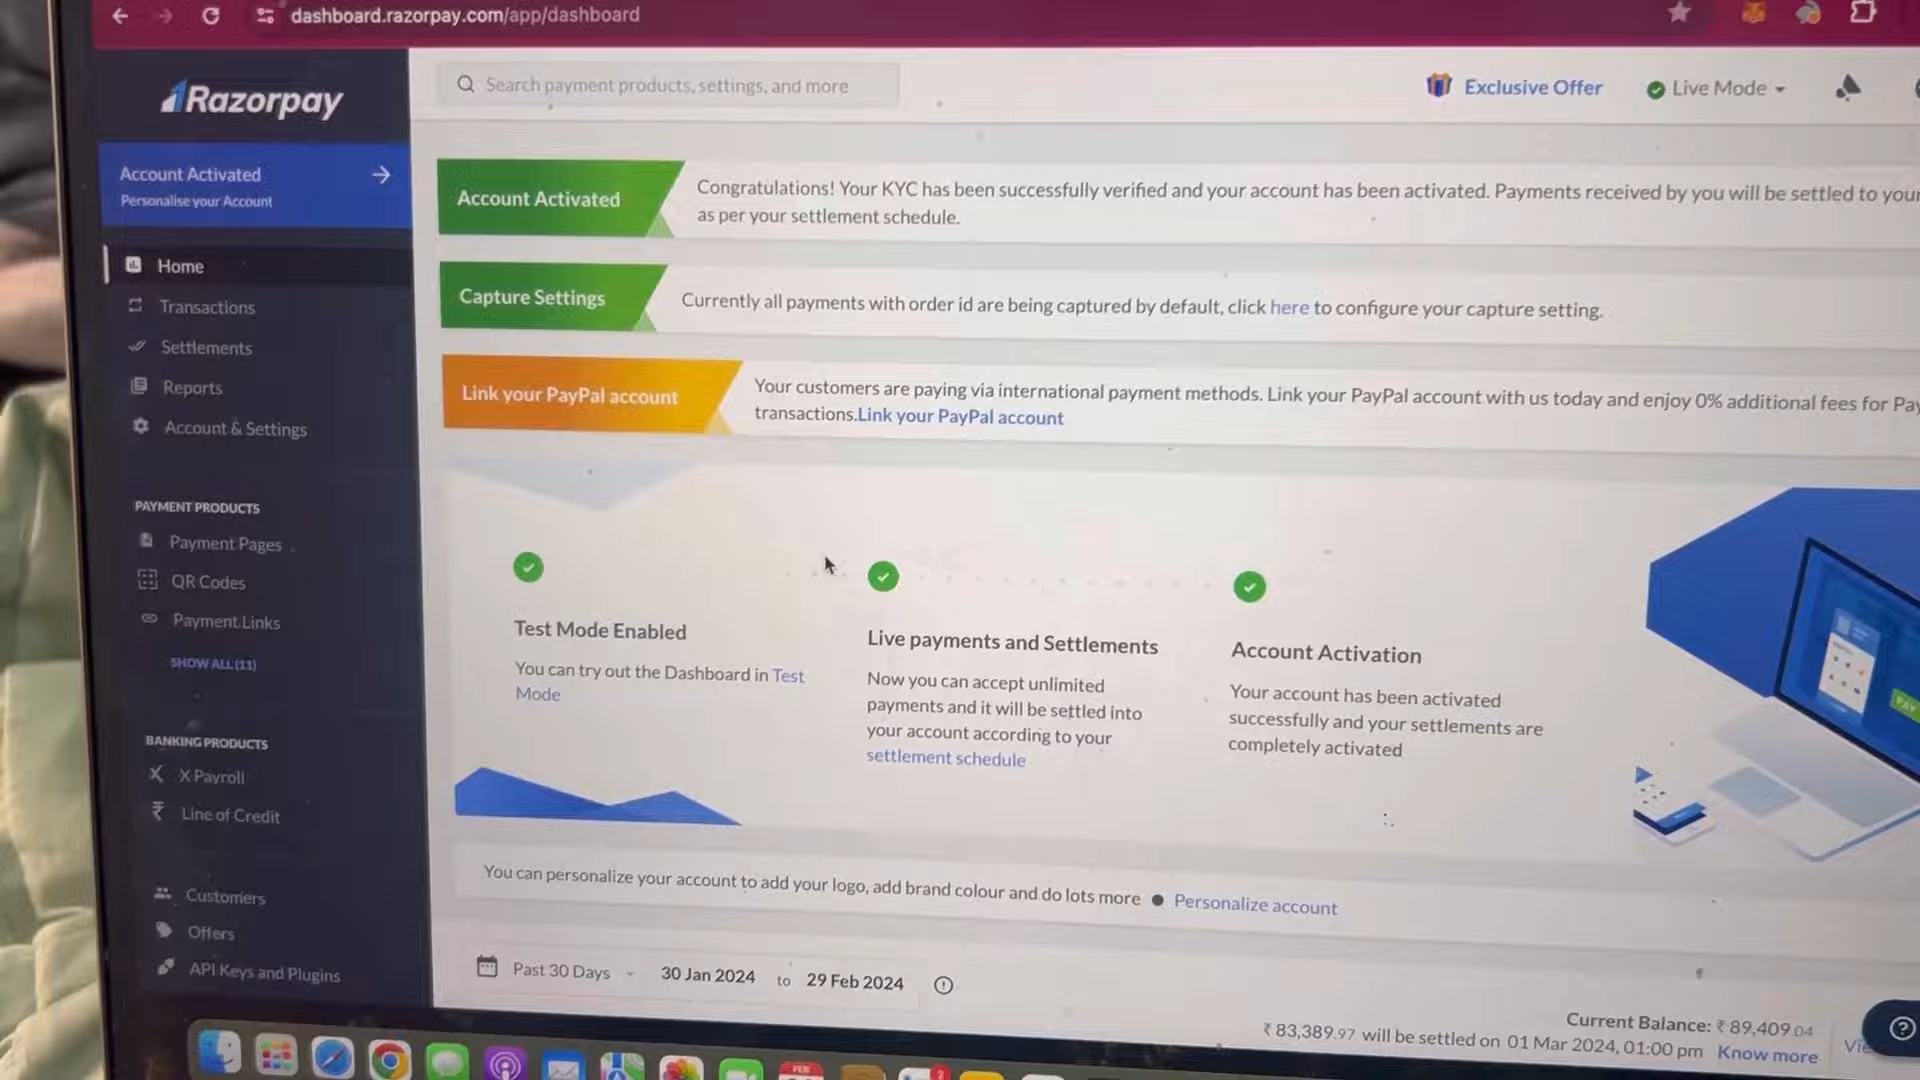 dashboard.razorpay.com/app/dashboard
Razorpay
Search payment products, settings, and more
Exclusive Offer
Live Mode
Account Activated
Personalise your Account
Home
Transactions
Settlements
Reports
Account & Settings
PAYMENT PRODUCTS
Payment Pages
QR Codes
Payment Links
SHOW ALL (11)
BANKING PRODUCTS
X Payroll
Line of Credit
Customers
Offers
API Keys and Plugins
Account Activated
Congratulations! Your KYC has been successfully verified and your account has been activated. Payments received by you will be settled to your
as per your settlement schedule.
Capture Settings
Currently all payments with order id are being captured by default, click here to configure your capture setting.
Link your PayPal account
Your customers are paying via international payment methods. Link your PayPal account with us today and enjoy 0% additional fees for Pay
transactions.Link your PayPal account
Test Mode Enabled
You can try out the Dashboard in Test
Mode
Live payments and Settlements
Now you can accept unlimited
payments and it will be settled into
your account according to your
settlement schedule
Account Activation
Your account has been activated
successfully and your settlements are
completely activated
PAY
You can personalize your account to add your logo, add brand colour and do lots more ● Personalize account
Past 30 Days
30 Jan 2024 to 29 Feb 2024
Current Balance: ₹ 89,409.04
₹ 83,389.97 will be settled on 01 Mar 2024, 01:00 pm Know more
Vie
FEB
2